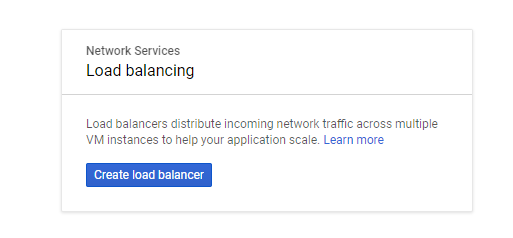 Network Services
Load balancing
Load balancers distribute incoming network traffic across multiple
VM instances to help your application scale. Learn more
Create load balancer